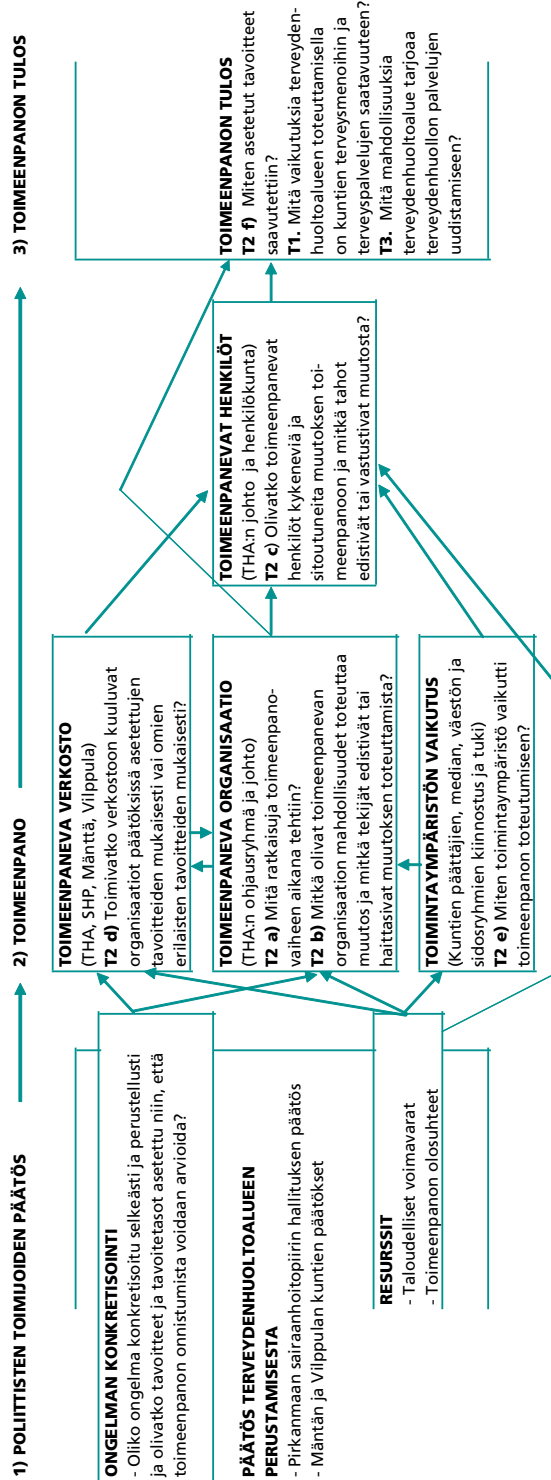 1) POLIITTISTEN TOIMIJOIDEN PÄÄTÖS
2) TOIMEENPANO
3) TOIMEENPANON TULOS
ONGELMAN KONKRETISOINTI
- Oliko ongelma konkretisoitu selkeästi ja perustellusti
ja olivatko tavoitteet ja tavoitetasot asetettu niin, että
toimeenpanon onnistumista voidaan arvioida?
PÄÄTÖS TERVEYDENHUOLTOALUEEN
PERUSTAMISESTA
- Pirkanmaan sairaanhoitopiirin hallituksen päätös
- Mäntän ja Vilppulan kuntien päätökset
RESURSSIT
- Taloudelliset voimavarat
- Toimeenpanon olosuhteet
TOIMEENPANEVA VERKOSTO
(THA, SHP, Mänttä, Vilppula)
T2 d) Toimivatko verkostoon kuuluvat
organisaatiot päätöksissä asetettujen
tavoitteiden mukaisesti vai omien
erilaisten tavoitteiden mukaisesti?
TOIMEENPANEVA ORGANISAATIO
(THA:n ohjausryhmä ja johto)
T2 a) Mitä ratkaisuja toimeenpano-
vaiheen aikana tehtiin?
T2 b) Mitkä olivat toimeenpanevan
organisaation mahdollisuudet toteuttaa
muutos ja mitkä tekijät edistivät tai
haittasivat muutoksen toteuttamista?
TOIMINTAYMPÄRISTÖN VAIKUTUS
(Kuntien päättäjien, median, väestön ja
sidosryhmien kiinnostus ja tuki)
T2 e) Miten toimintaympäristö vaikutti
toimeenpanon toteutumiseen?
TOIMEENPANEVAT HENKILÖT
(THA:n johto ja henkilökunta)
T2 c) Olivatko toimeenpanevat
henkilöt kykeneviä ja
sitoutuneita muutoksen toi-
meenpanoon ja mitkä tahot
edistivät tai vastustivat muutosta?
TOIMEENPANON TULOS
T2 f) Miten asetetut tavoitteet
saavutettiin?
T1. Mitä vaikutuksia terveyden-
huoltoalueen toteuttamisella
on kuntien terveysmenoihin ja
terveyspalvelujen saatavuuteen?
T3. Mitä mahdollisuuksia
terveydenhuoltoalue tarjoaa
terveydenhuollon palvelujen
uudistamiseen?